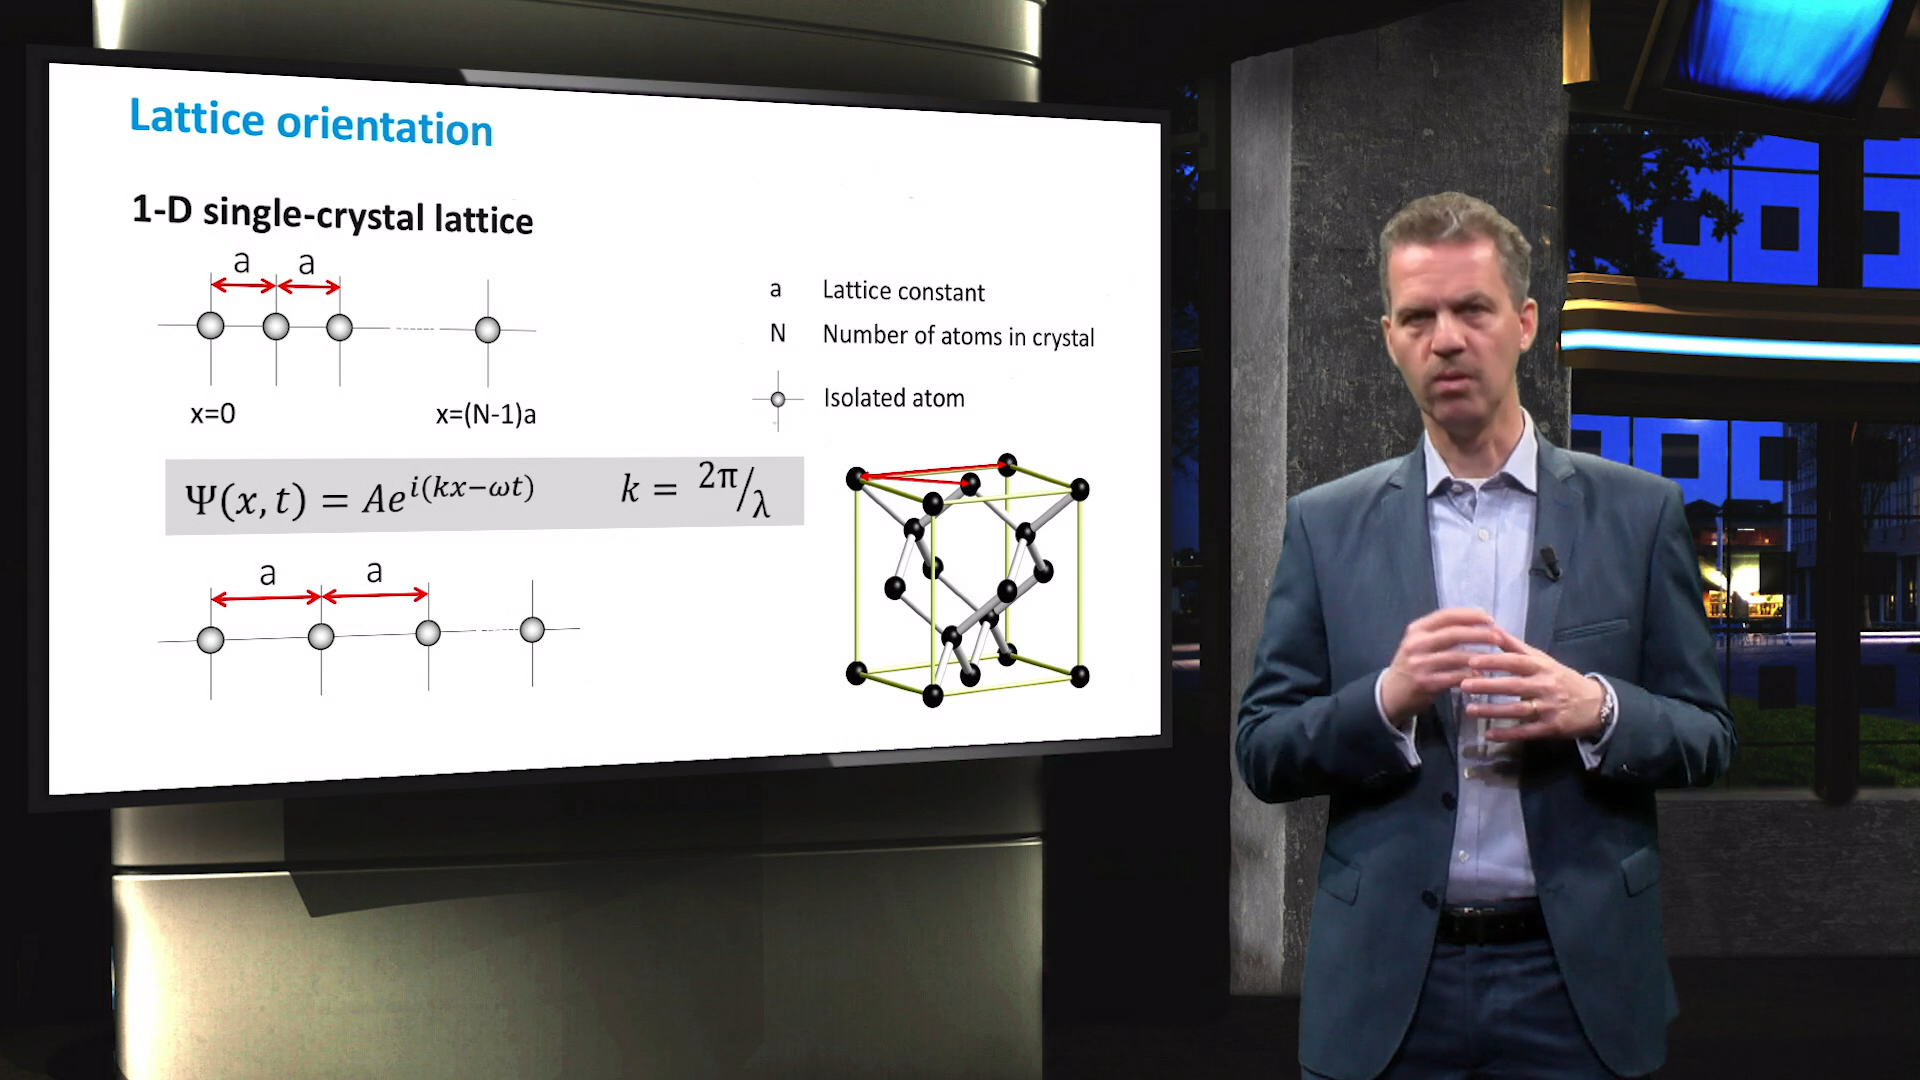 Lattice orientation
1-D single-crystal lattice
a a
x=0 x=(N-1)a
a Lattice constant
N Number of atoms in crystal
Isolated atom
Ψ(x, t) = Ae^{i(kx−ωt)} k = 2π/λ
a a